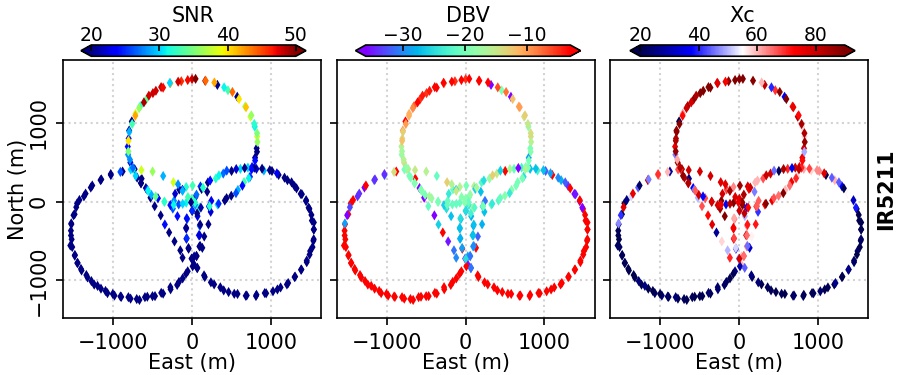 SNR DBV Xc
20 30 40 50 −30 −20 −10 20 40 60 80
North (m)
1000
0
−1000
IR5211
−1000 0 1000 −1000 0 1000 −1000 0 1000
East (m) East (m) East (m)